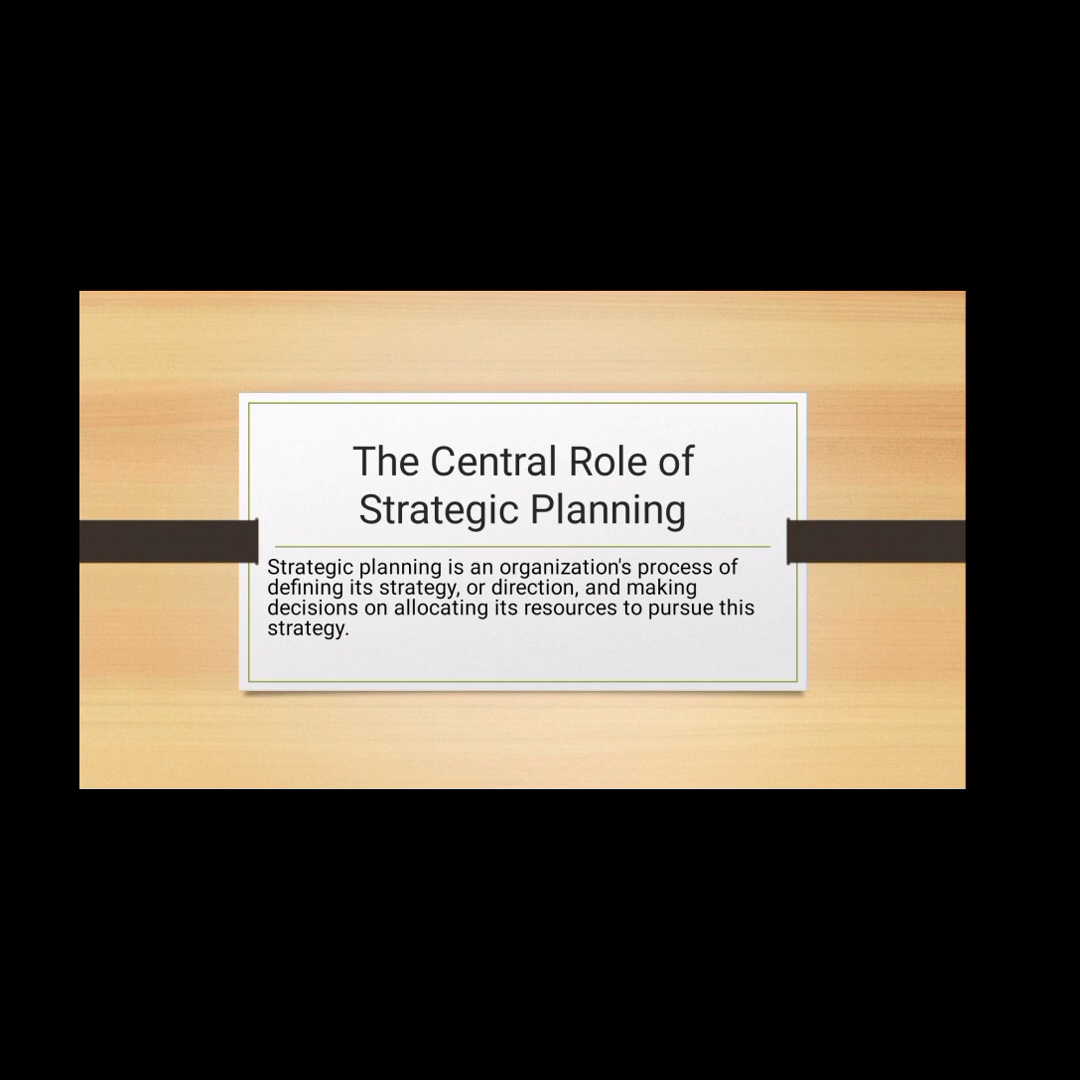 The Central Role of
Strategic Planning
Strategic planning is an organization's process of
defining its strategy, or direction, and making
decisions on allocating its resources to pursue this
strategy.